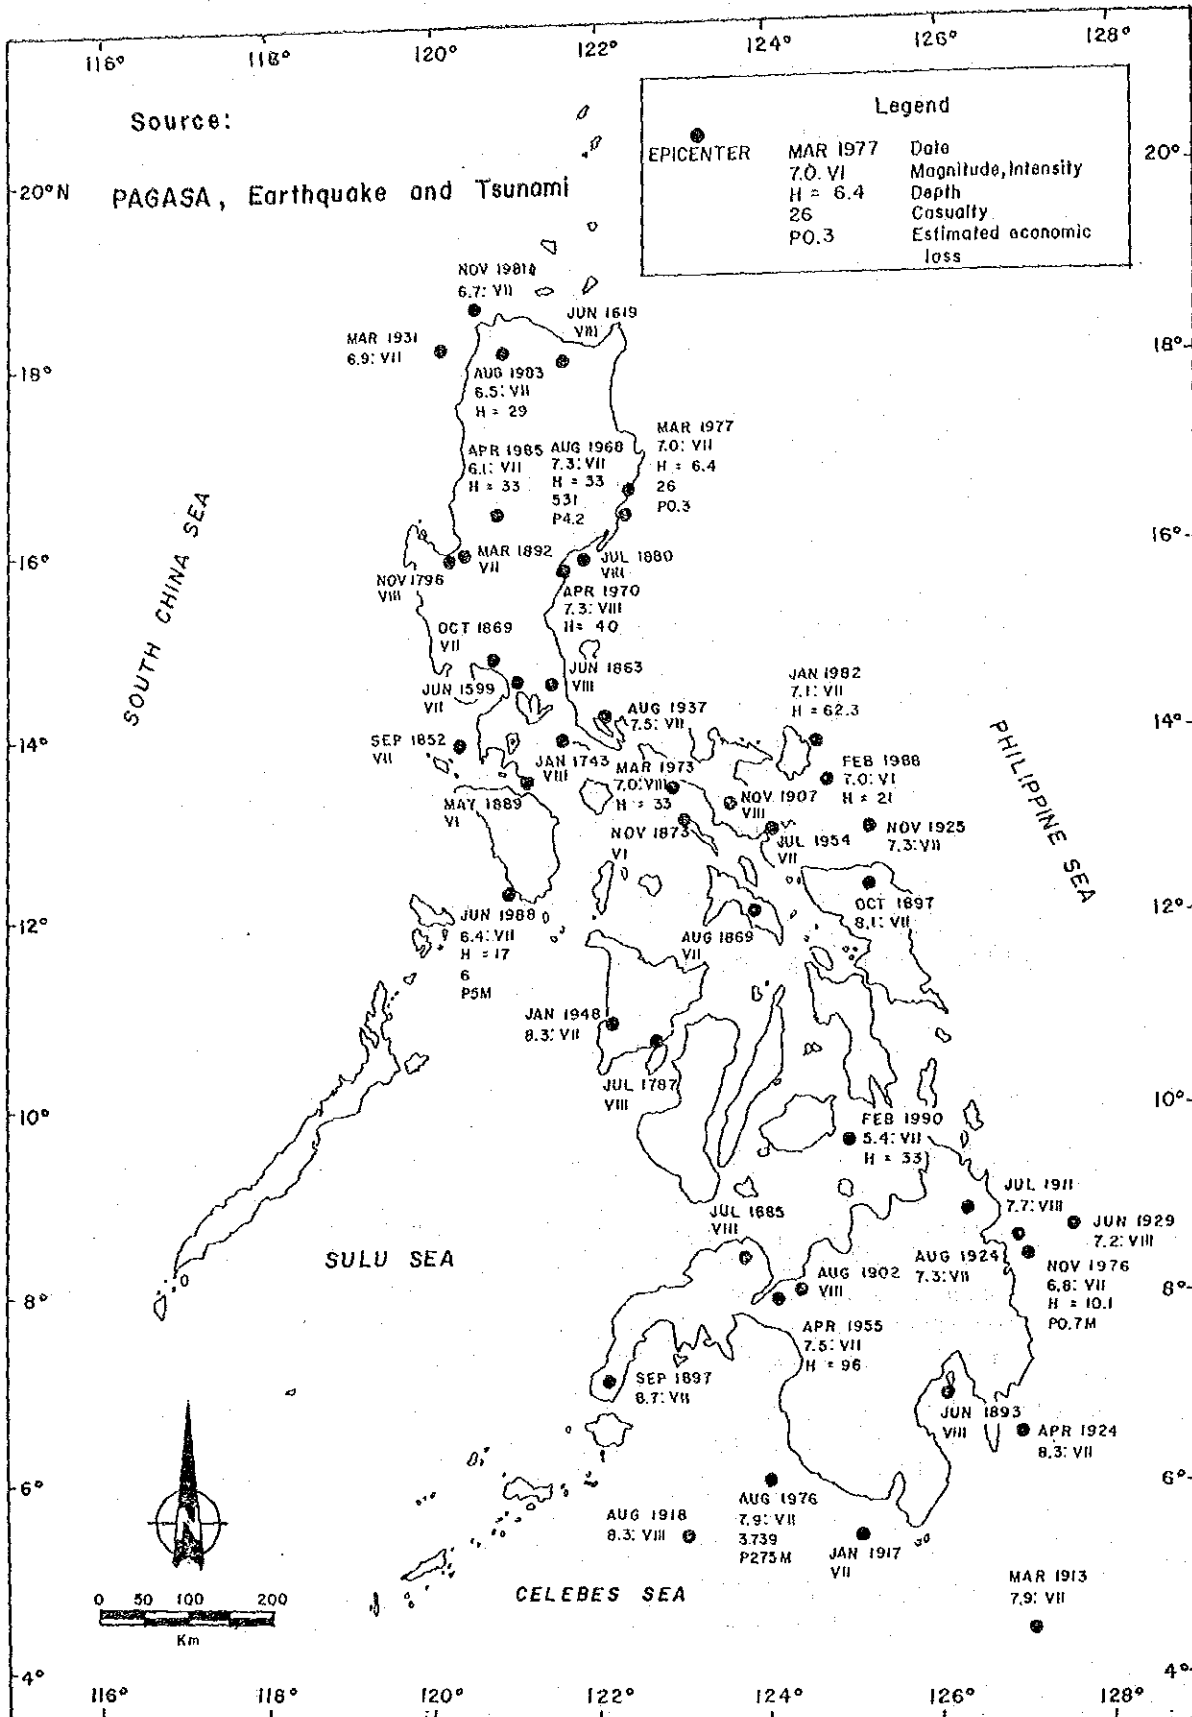 116°
118°
120°
122°
124°
126°
128°
Source:
PAGASA, Earthquake and Tsunami
Legend
EPICENTER
MAR 1977 Date
7.0: VI Magnitude, Intensity
H = 6.4 Depth
26 Casualty
P0.3 Estimated economic
loss
20°N
20°
NOV 1981
6.7: VII
JUN 1619
VIII
MAR 1931
6.9: VII
18°
18°
AUG 1983
6.5: VII
H = 29
APR 1985
6.1: VII
H = 33
AUG 1968
7.3: VII
H = 33
531
P4.2
MAR 1977
7.0: VII
H = 6.4
26
P0.3
16°
16°
MAR 1892
VII
NOV 1796
VIII
JUL 1880
VIII
APR 1970
7.3: VIII
H = 40
SOUTH CHINA SEA
OCT 1869
VII
JUN 1599
VII
JUN 1863
VIII
AUG 1937
7.5: VII
JAN 1982
7.1: VII
H = 62.3
14°
14°
SEP 1852
VII
JAN 1743
VIII
MAY 1889
VI
MAR 1973
7.0: VIII
H = 33
NOV 1907
VIII
FEB 1988
7.0: VI
H = 21
PHILIPPINE SEA
NOV 1873
VI
JUL 1954
VII
NOV 1925
7.3: VII
12°
12°
OCT 1897
8.1: VII
JUN 1988
6.4: VII
H = 17
6
P5M
AUG 1869
VII
JAN 1948
8.3: VII
JUL 1787
VIII
10°
10°
FEB 1990
5.4: VII
H = 33
JUL 1911
7.7: VIII
JUL 1685
VIII
JUN 1929
7.2: VIII
SULU SEA
AUG 1924
7.3: VII
AUG 1902
VIII
NOV 1976
6.8: VII
H = 10.1
P0.7M
8°
8°
APR 1955
7.5: VII
H = 96
SEP 1897
8.7: VII
JUN 1893
VIII
APR 1924
8.3: VII
6°
6°
AUG 1918
8.3: VIII
AUG 1976
7.9: VII
3.739
P275M
JAN 1917
VII
MAR 1913
7.9: VII
CELEBES SEA
0 50 100 200
Km
4°
4°
116°
118°
120°
122°
124°
126°
128°